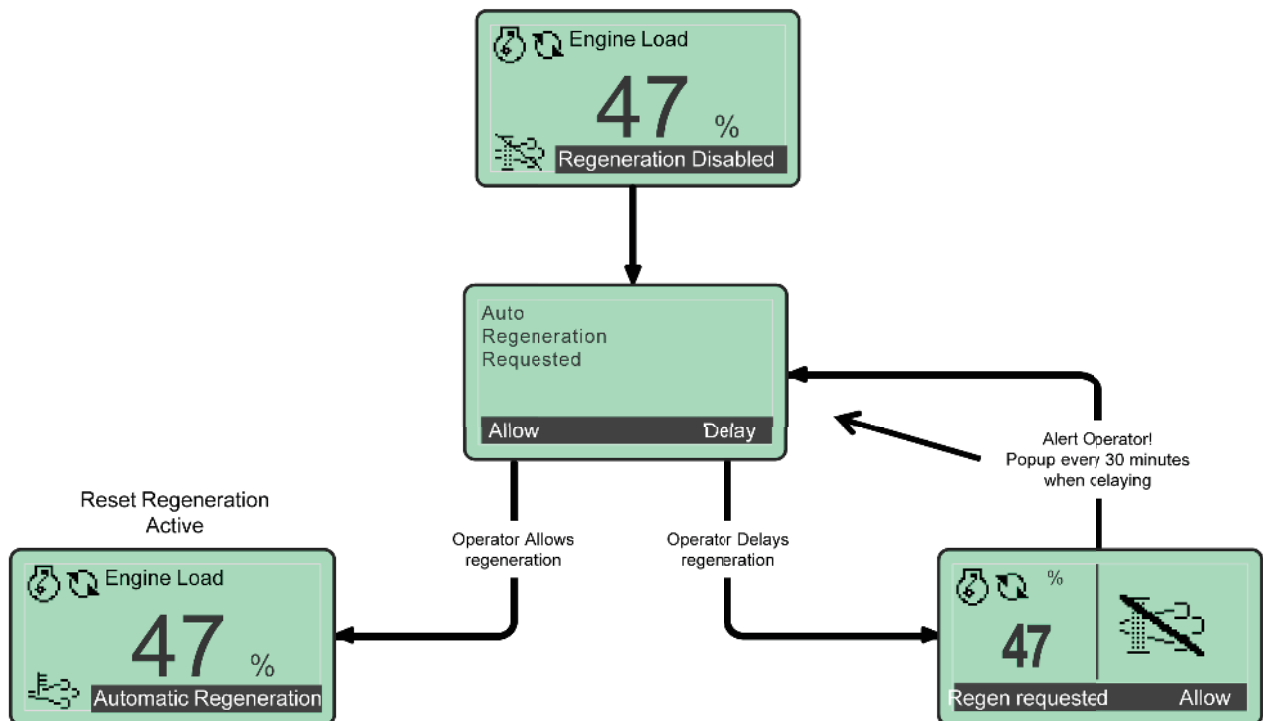 Engine Load
47 %
Regeneration Disabled
Auto
Regeneration
Requested
Allow Delay
Alert Operator!
Popup every 30 minutes
when celaying
Reset Regeneration
Active
Operator Allows
regeneration
Operator Delays
regeneration
Engine Load
47 %
Automatic Regeneration
%
47
Regen requested Allow